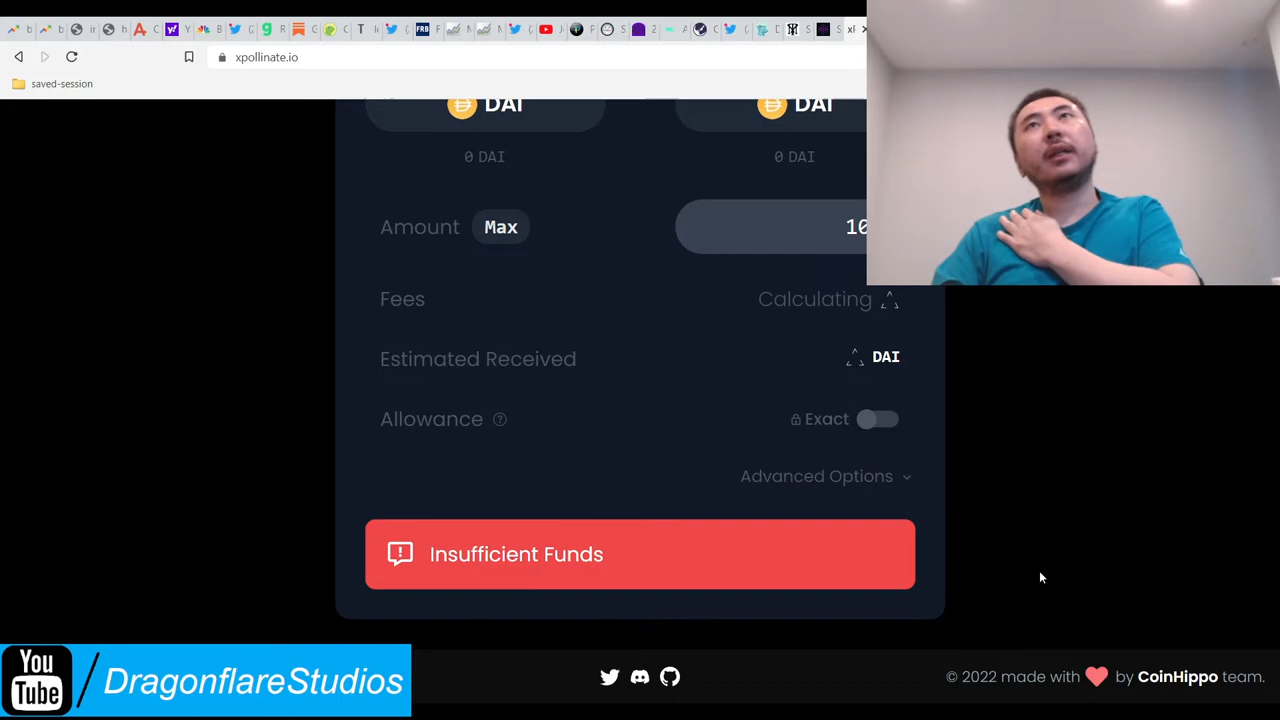 xpollinate.io
saved-session
DAI DAI
0 DAI 0 DAI
Amount Max 10
Fees Calculating
Estimated Received DAI
Allowance Exact
Advanced Options
Insufficient Funds
You Tube / DragonflareStudios
© 2022 made with by CoinHippo team.